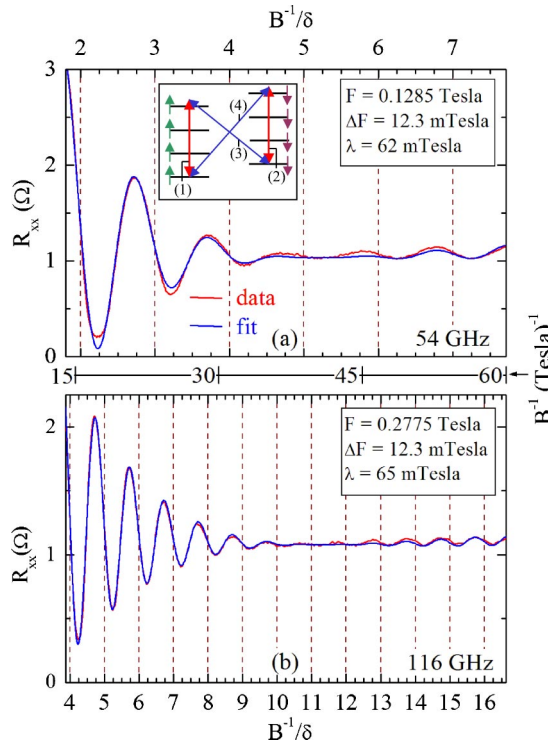 B⁻¹/δ
2 3 4 5 6 7
3
2
1
0
R_xx (Ω)
(4)
(3)
(1) (2)
F = 0.1285 Tesla
ΔF = 12.3 mTesla
λ = 62 mTesla
data
fit
(a)
54 GHz
15 30 45 60
B⁻¹ (Tesla)⁻¹
2
1
0
R_xx(Ω)
F = 0.2775 Tesla
ΔF = 12.3 mTesla
λ = 65 mTesla
(b)
116 GHz
4 5 6 7 8 9 10 11 12 13 14 15 16
B⁻¹/δ